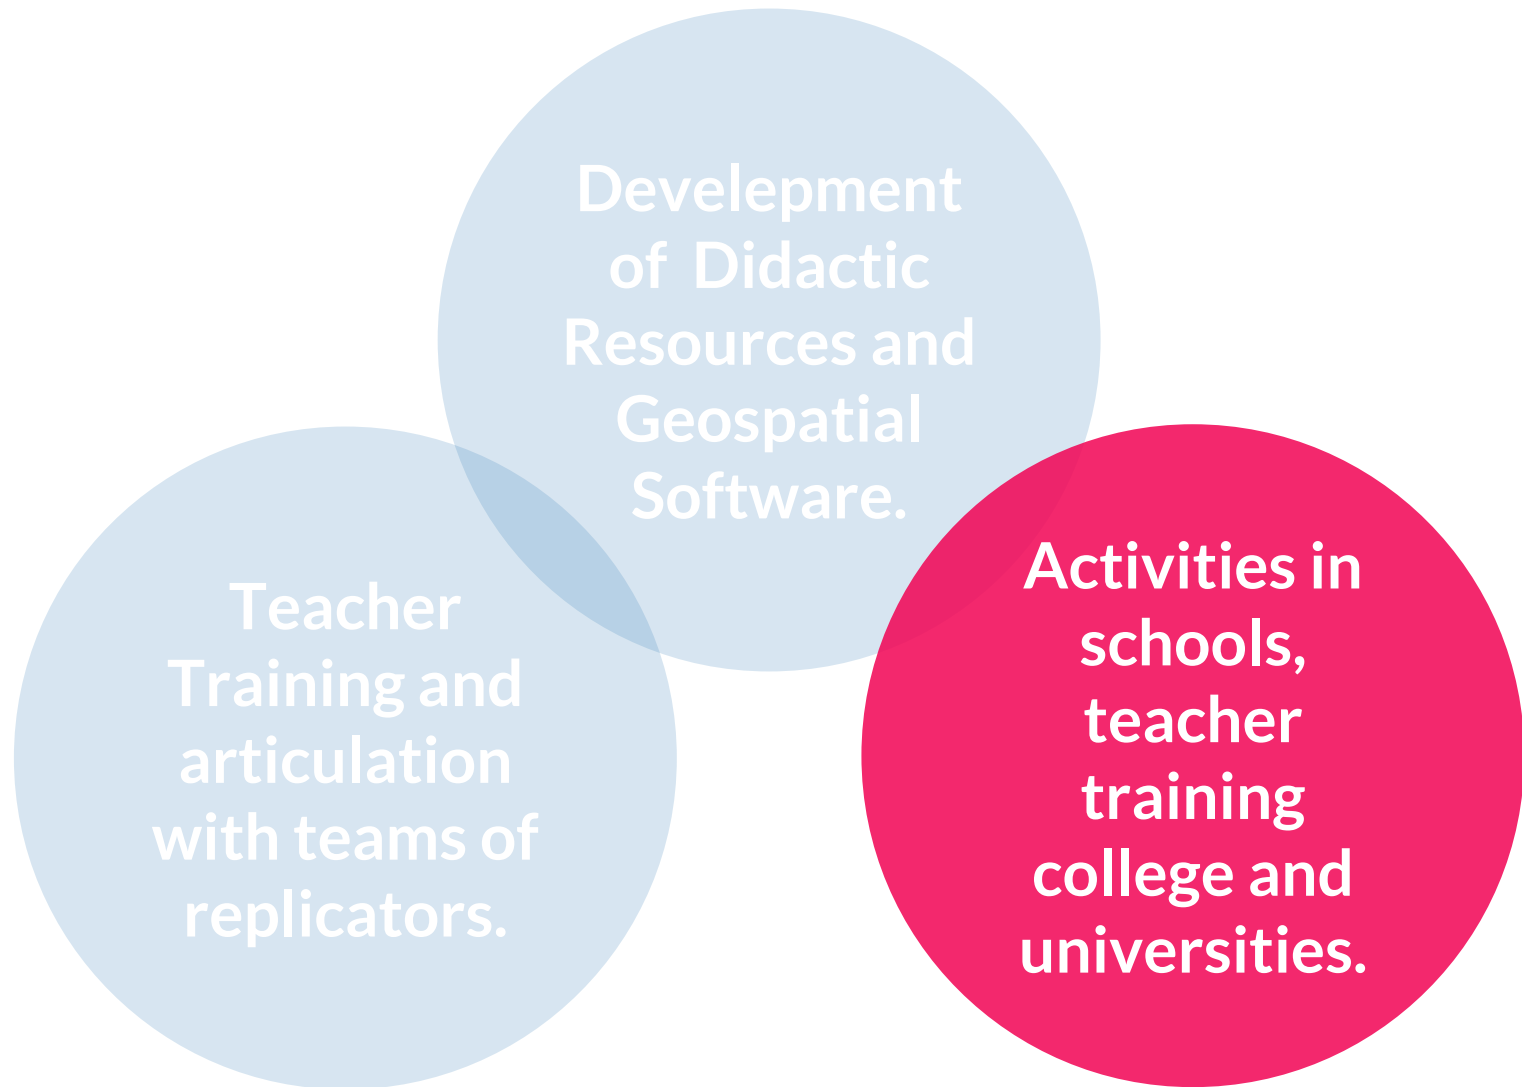 Develepment
of Didactic
Resources and
Geospatial
Software.
Teacher
Training and
articulation
with teams of
replicators.
Activities in
schools,
teacher
training
college and
universities.